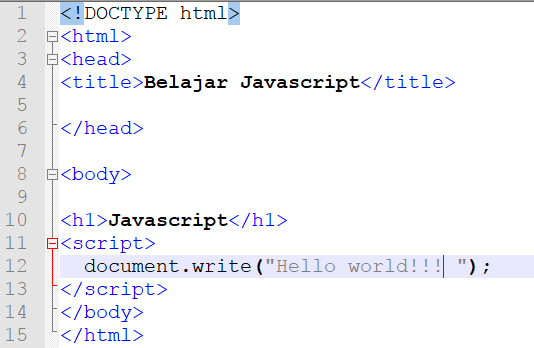 1 <!DOCTYPE html>
2 <html>
3 <head>
4 <title>Belajar Javascript</title>
5
6 </head>
7
8 <body>
9
10 <h1>Javascript</h1>
11 <script>
12   document.write("Hello world!!! ");
13 </script>
14 </body>
15 </html>